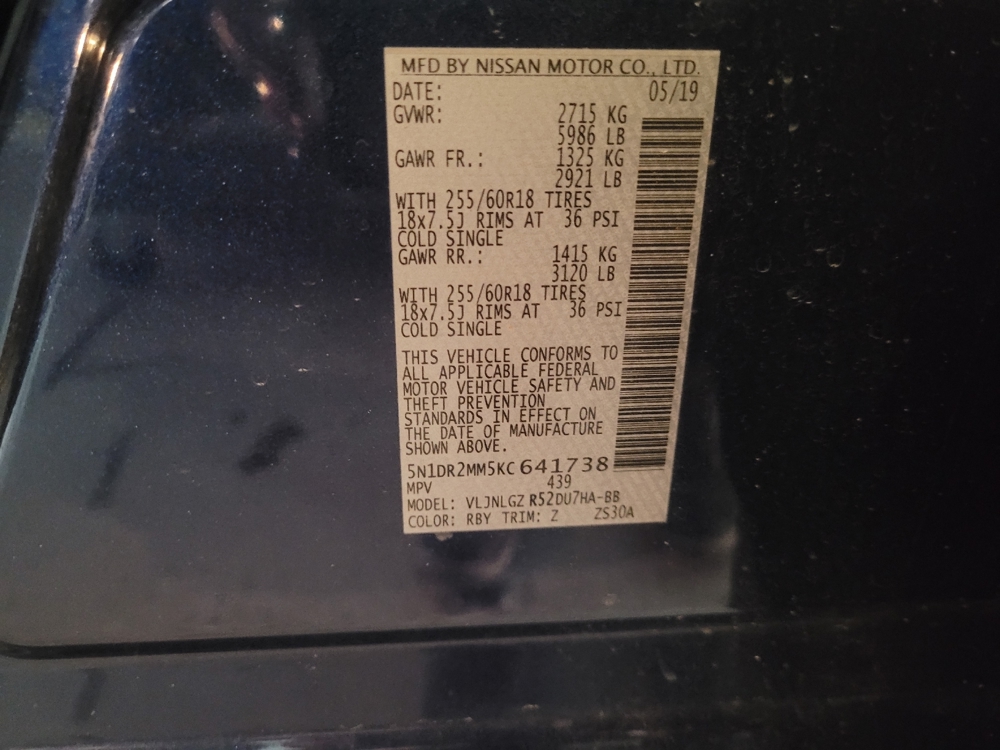 MFD BY NISSAN MOTOR CO., LTD.
DATE: 05/19
GVWR: 2715 KG
5986 LB
GAWR FR.: 1325 KG
2921 LB
WITH 255/60R18 TIRES
18x7.5J RIMS AT 36 PSI
COLD SINGLE
GAWR RR.: 1415 KG
3120 LB
WITH 255/60R18 TIRES
18x7.5J RIMS AT 36 PSI
COLD SINGLE
THIS VEHICLE CONFORMS TO
ALL APPLICABLE FEDERAL
MOTOR VEHICLE SAFETY AND
THEFT PREVENTION
STANDARDS IN EFFECT ON
THE DATE OF MANUFACTURE
SHOWN ABOVE.
5N1DR2MM5KC641738
MPV 439
MODEL: VLJNLGZ R52DU7HA-BB
COLOR: RBY TRIM: Z ZS30A